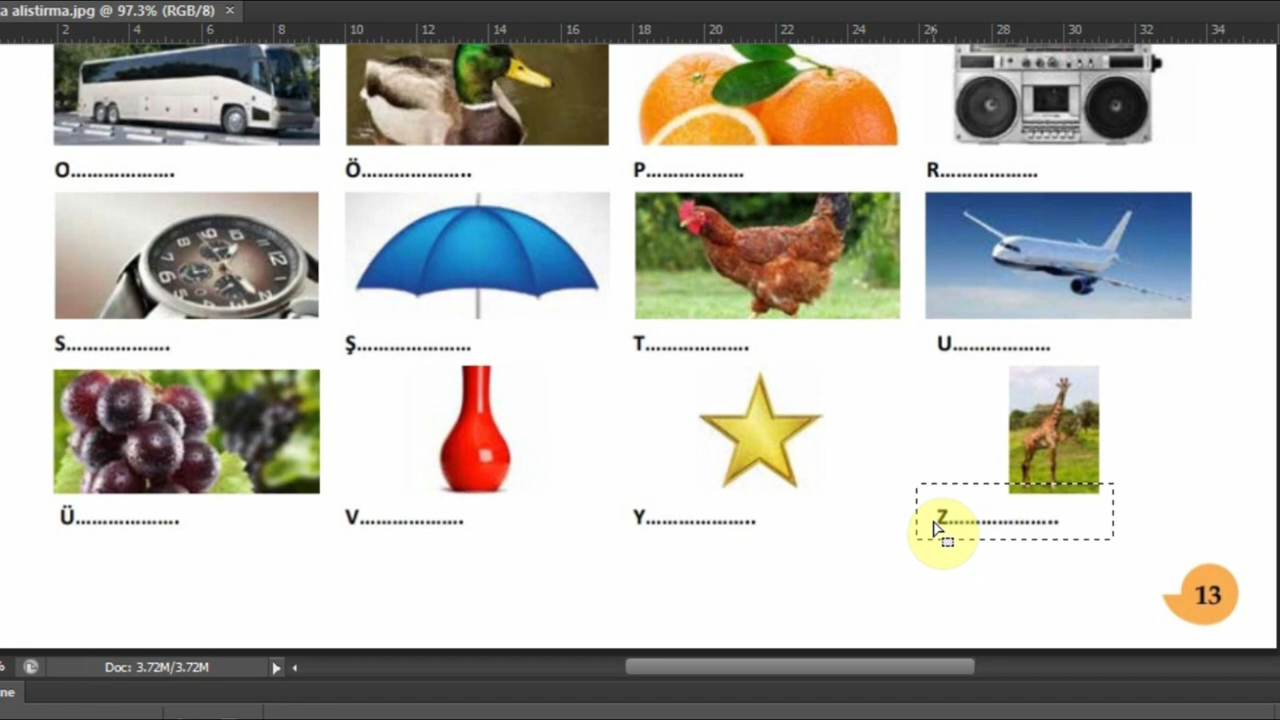 a alistirma.jpg @ 97.3% (RGB/8) ×
2 4 6 8 10 12 14 16 18 20 22 24 26 28 30 32 34
O.................. Ö.................... P.................. R..................
S................... Ş..................... T................... U....................
Ü................... V................... Y...................... Z......................
13
% Doc: 3.72M/3.72M
ne